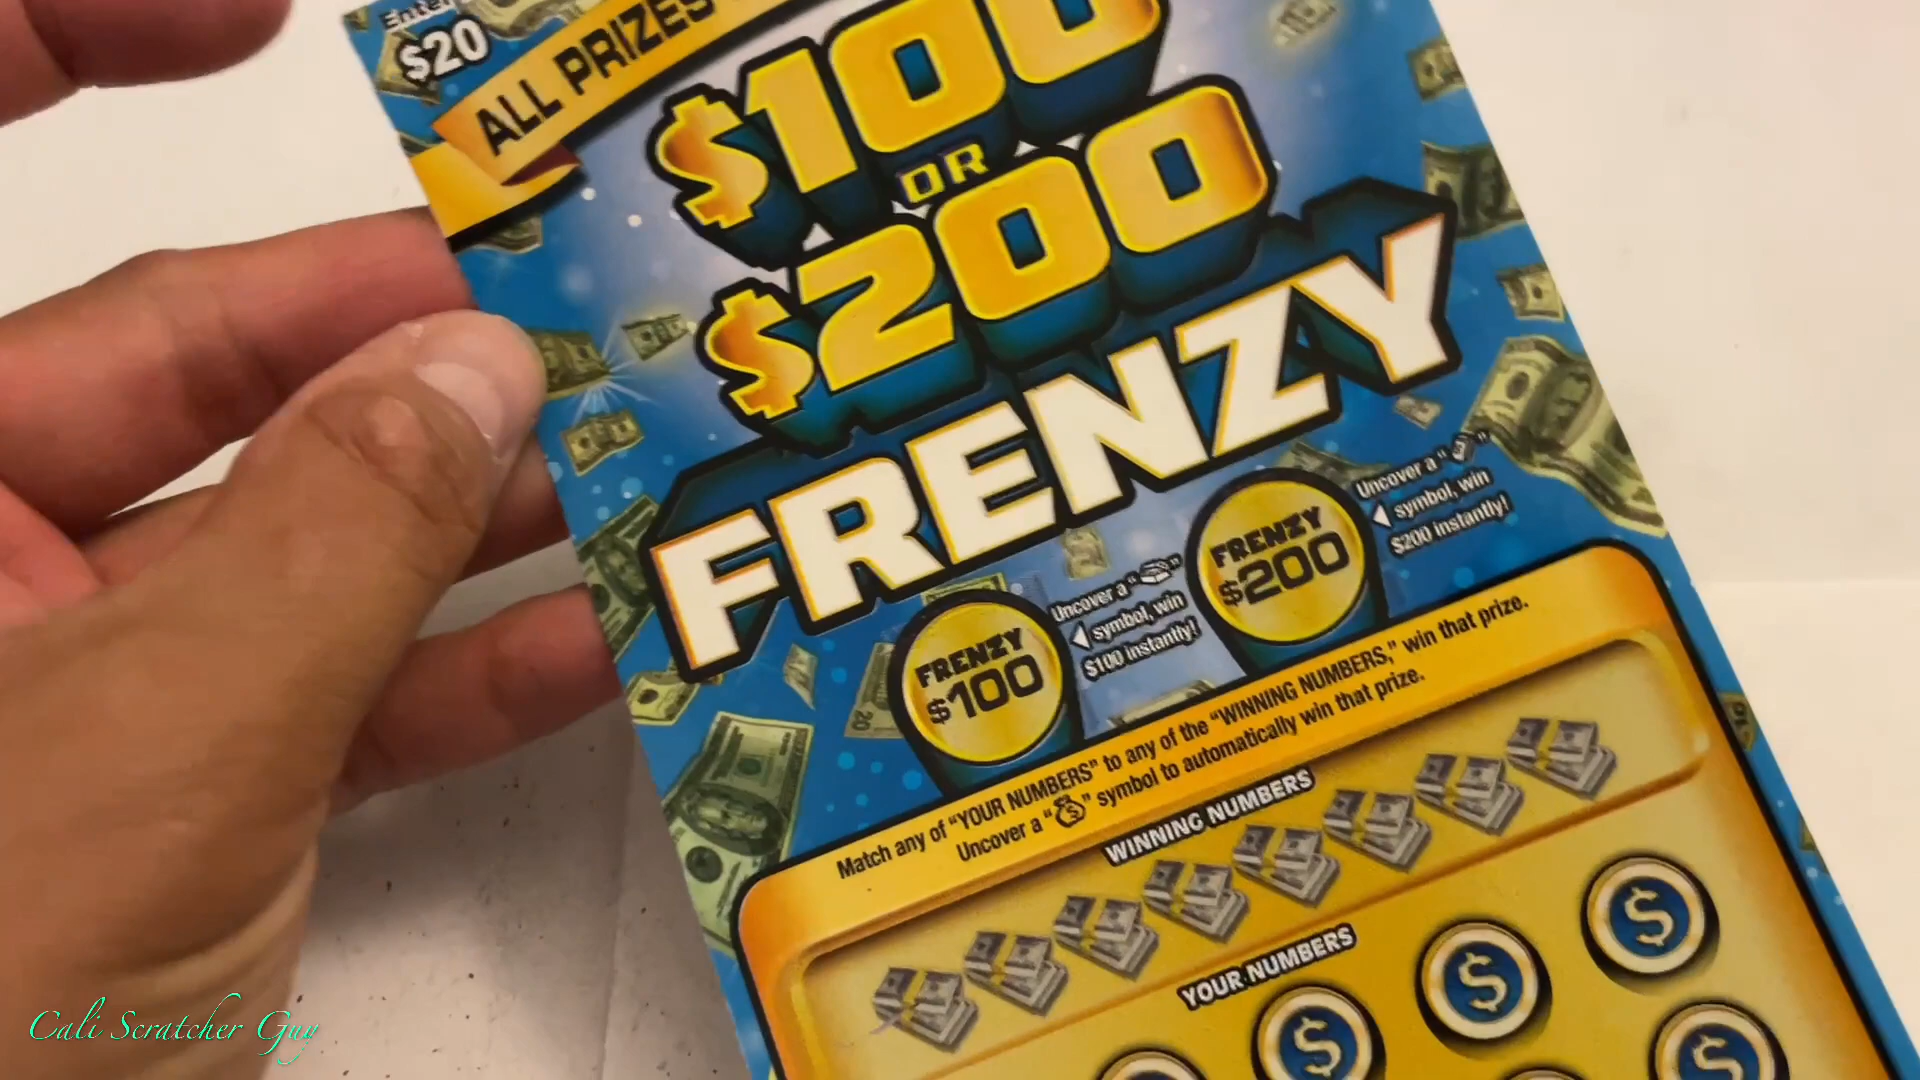 Enter
$20
ALL PRIZES
$100
OR
$200
FRENZY
FRENZY
$100
Uncover a " "
symbol, win
$100 instantly!
FRENZY
$200
Uncover a " "
symbol, win
$200 instantly!
Match any of "YOUR NUMBERS" to any of the "WINNING NUMBERS," win that prize.
Uncover a " " symbol to automatically win that prize.
WINNING NUMBERS
YOUR NUMBERS
$ $ $ $
Cali Scratcher Guy